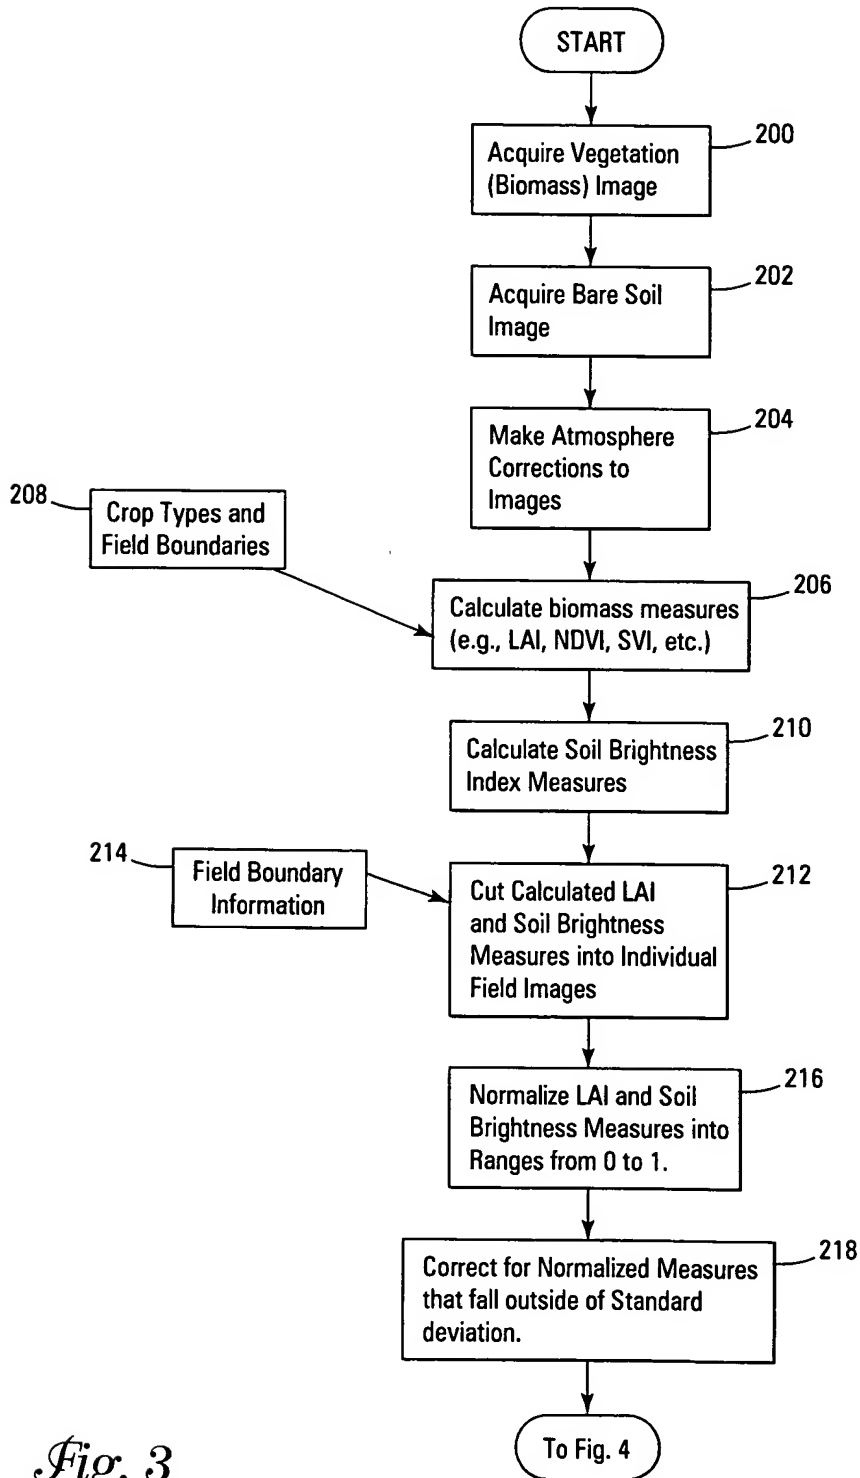 START
200
Acquire Vegetation
(Biomass) Image
202
Acquire Bare Soil
Image
204
Make Atmosphere
Corrections to
Images
208
Crop Types and
Field Boundaries
206
Calculate biomass measures
(e.g., LAI, NDVI, SVI, etc.)
210
Calculate Soil Brightness
Index Measures
214
Field Boundary
Information
212
Cut Calculated LAI
and Soil Brightness
Measures into Individual
Field Images
216
Normalize LAI and Soil
Brightness Measures into
Ranges from 0 to 1.
218
Correct for Normalized Measures
that fall outside of Standard
deviation.
To Fig. 4
Fig. 3